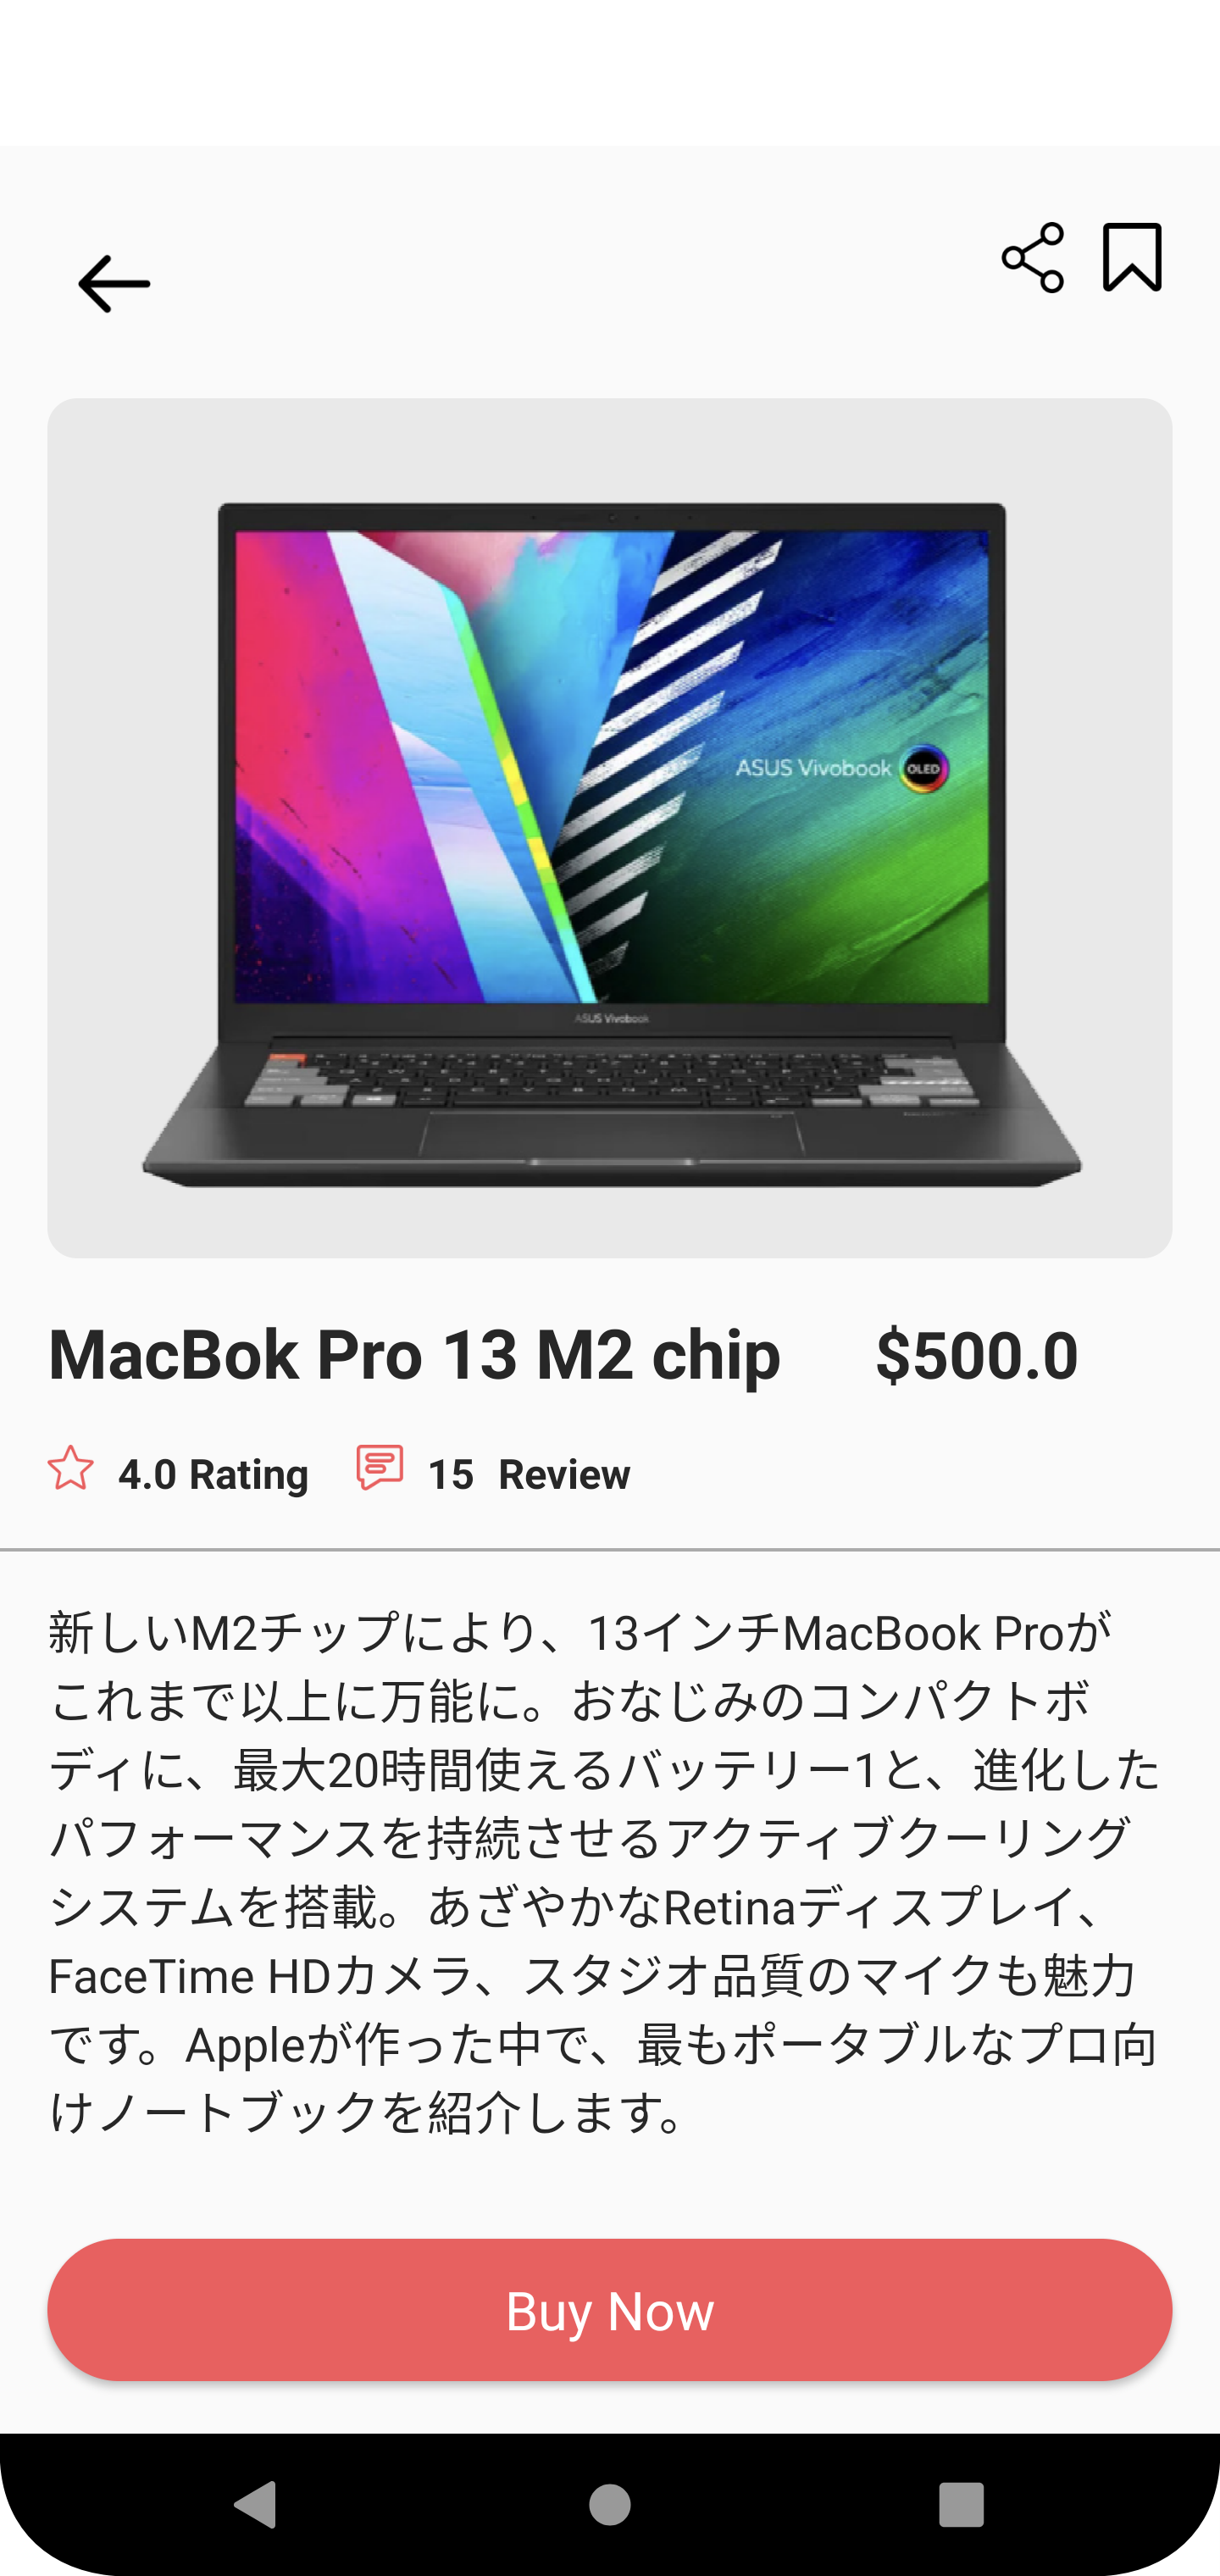 ASUS Vivobook OLED
ASUS Vivobook
MacBok Pro 13 M2 chip $500.0
4.0 Rating 15 Review
新しいM2チップにより、13インチMacBook Proが
これまで以上に万能に。おなじみのコンパクトボ
ディに、最大20時間使えるバッテリー1と、進化した
パフォーマンスを持続させるアクティブクーリング
システムを搭載。あざやかなRetinaディスプレイ、
FaceTime HDカメラ、スタジオ品質のマイクも魅力
です。Appleが作った中で、最もポータブルなプロ向
けノートブックを紹介します。
Buy Now